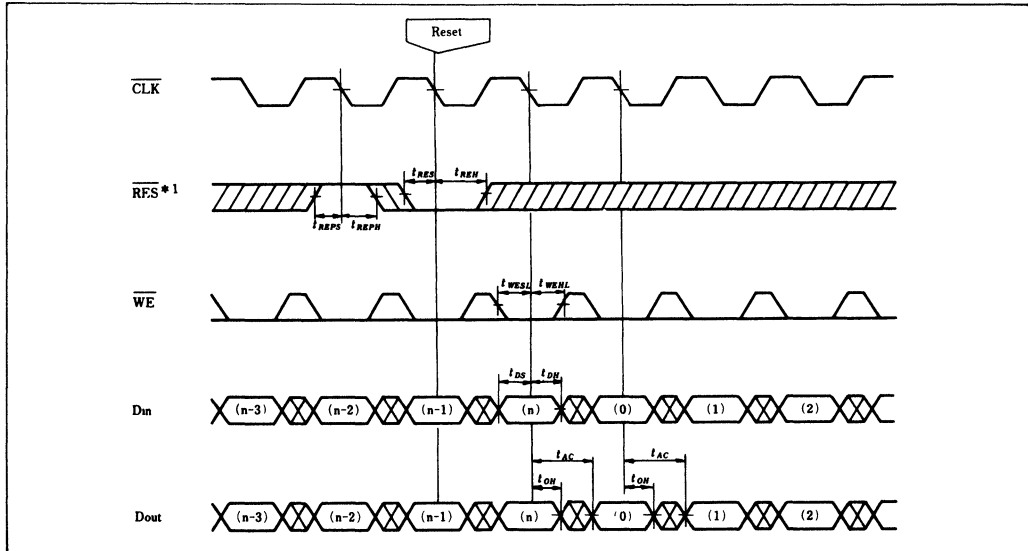 Reset
CLK
RES *1
tRES tREH
tREPS tREPH
WE
tWESL tWEHL
tDS tDH
Din (n-3) (n-2) (n-1) (n) (0) (1) (2)
tAC tAC
tOH tOH
Dout (n-3) (n-2) (n-1) (n) (0) (1) (2)